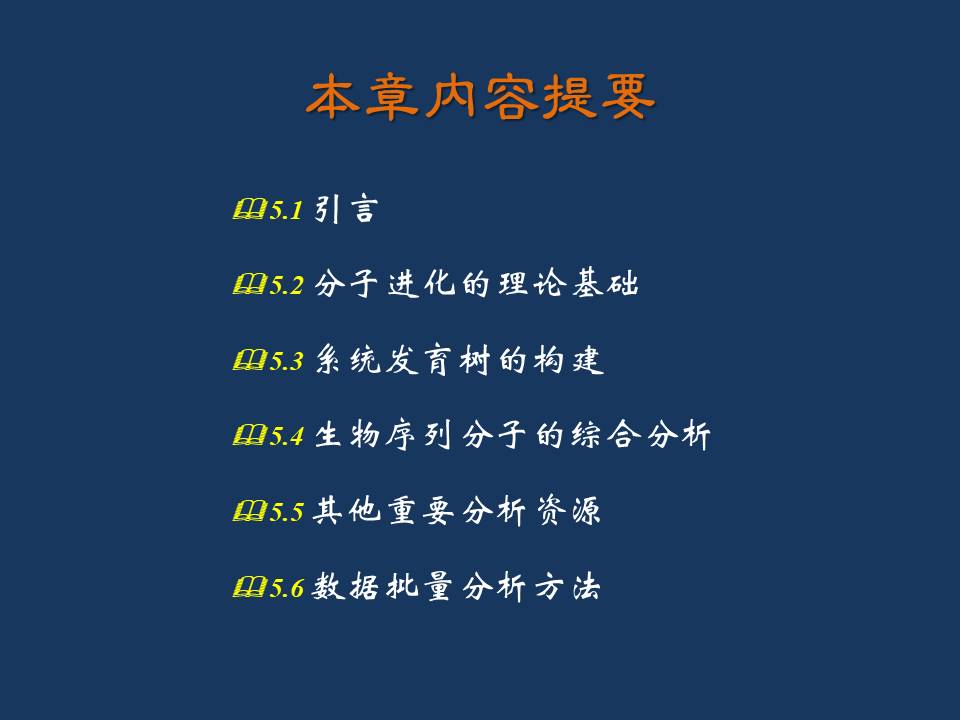 本章内容提要
5.1 引言
5.2 分子进化的理论基础
5.3 系统发育树的构建
5.4 生物序列分子的综合分析
5.5 其他重要分析资源
5.6 数据批量分析方法